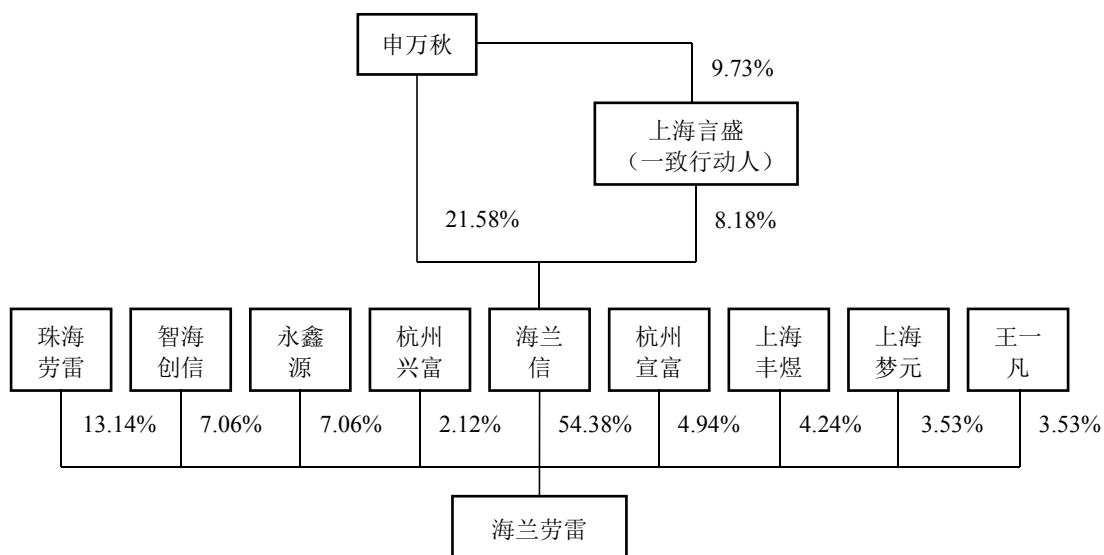 申万秋
9.73%
上海言盛
（一致行动人）
21.58%
8.18%
珠海
劳雷
智海
创信
永鑫
源
杭州
兴富
海兰
信
杭州
宣富
上海
丰煜
上海
梦元
王一
凡
13.14%
7.06%
7.06%
2.12%
54.38%
4.94%
4.24%
3.53%
3.53%
海兰劳雷